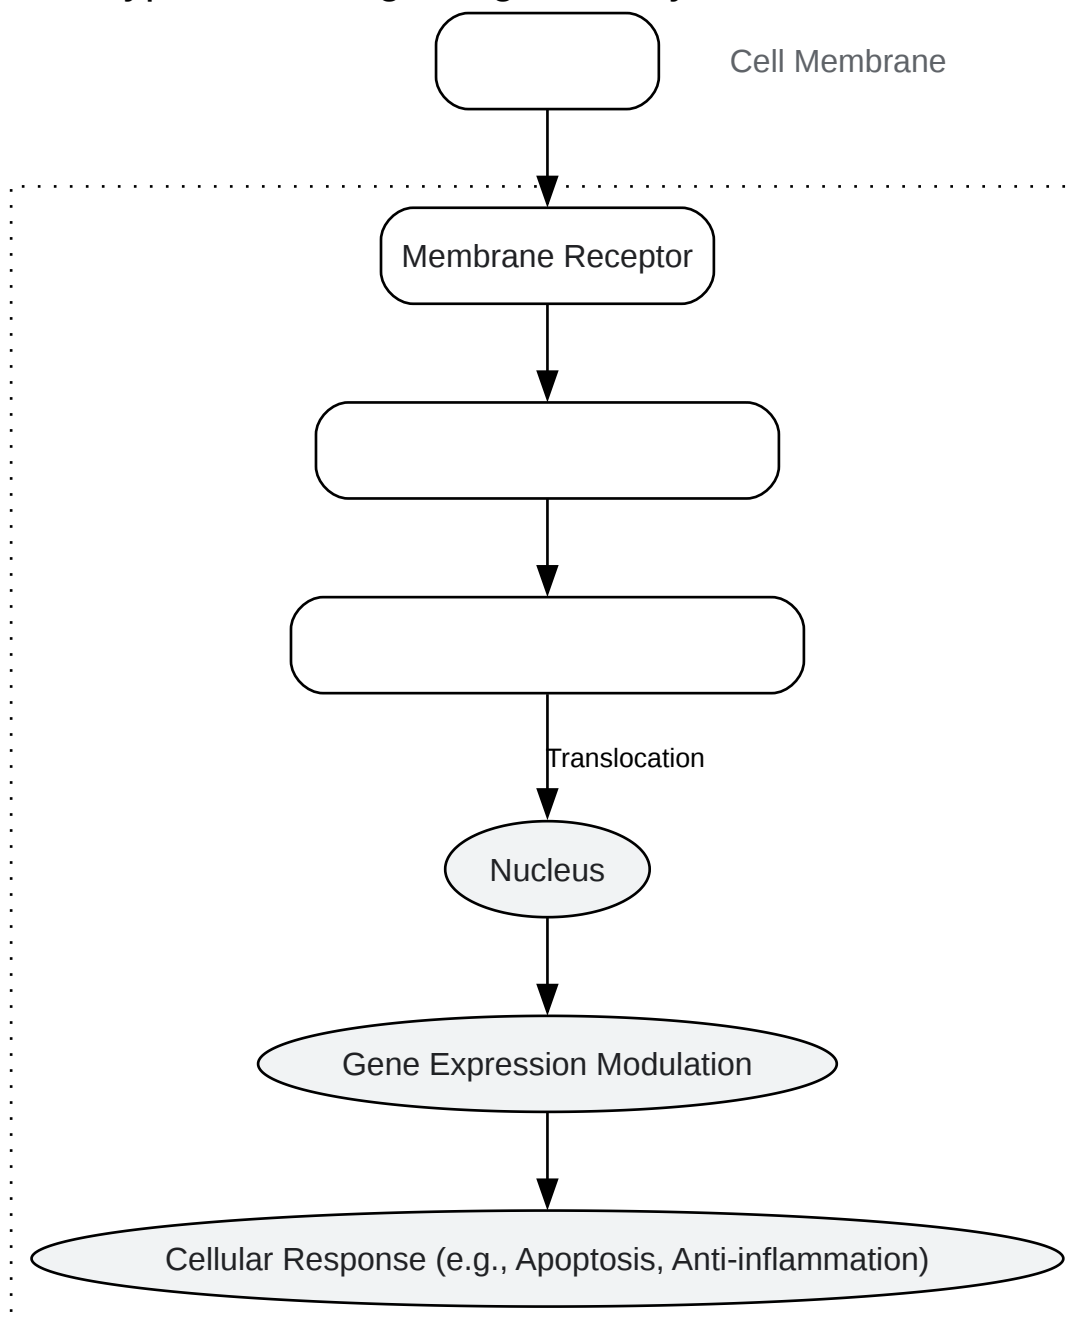 Cell Membrane
Membrane Receptor
Translocation
Nucleus
Gene Expression Modulation
Cellular Response (e.g., Apoptosis, Anti-inflammation)